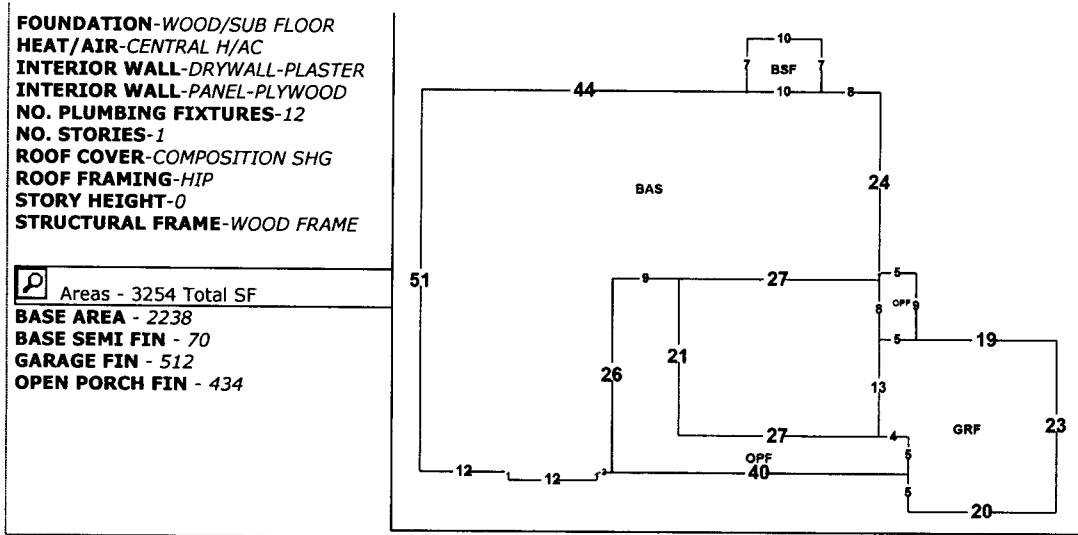 FOUNDATION-WOOD/SUB FLOOR
HEAT/AIR-CENTRAL H/AC
INTERIOR WALL-DRYWALL-PLASTER
INTERIOR WALL-PANEL-PLYWOOD
NO. PLUMBING FIXTURES-12
NO. STORIES-1
ROOF COVER-COMPOSITION SHG
ROOF FRAMING-HIP
STORY HEIGHT-0
STRUCTURAL FRAME-WOOD FRAME
Areas - 3254 Total SF
BASE AREA - 2238
BASE SEMI FIN - 70
GARAGE FIN - 512
OPEN PORCH FIN - 434
10
7 BSF 7
44 10 8
BAS 24
51 9 27 5
8 OPF 9
5 19
26 21 13
GRF 23
27 4
OPF 5
12 12 40
5
20